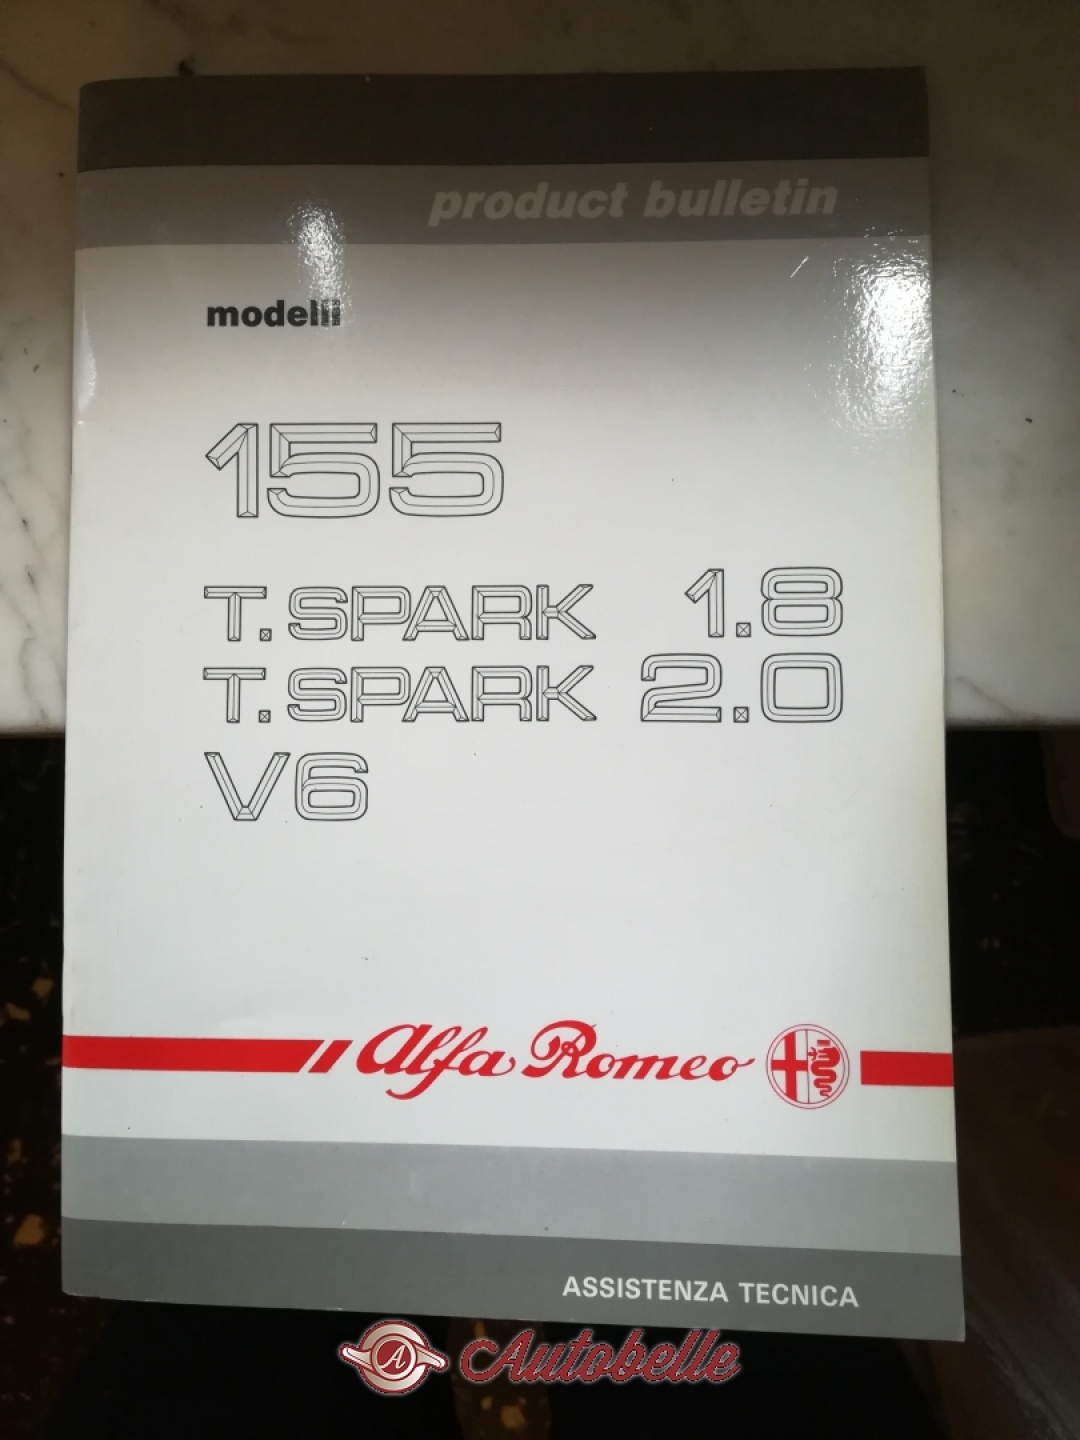 product bulletin
modelli
155
T.SPARK 1.8
T.SPARK 2.0
V6
Alfa Romeo
ASSISTENZA TECNICA
A Autobelle